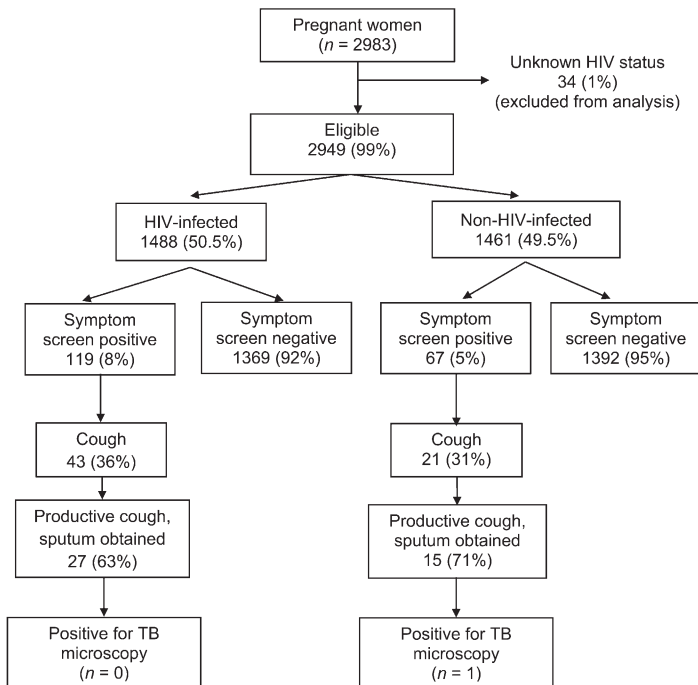 Pregnant women
(n = 2983)
Unknown HIV status
34 (1%)
(excluded from analysis)
Eligible
2949 (99%)
HIV-infected
1488 (50.5%)
Non-HIV-infected
1461 (49.5%)
Symptom
screen positive
119 (8%)
Symptom
screen negative
1369 (92%)
Symptom
screen positive
67 (5%)
Symptom
screen negative
1392 (95%)
Cough
43 (36%)
Cough
21 (31%)
Productive cough,
sputum obtained
27 (63%)
Productive cough,
sputum obtained
15 (71%)
Positive for TB
microscopy
(n = 0)
Positive for TB
microscopy
(n = 1)